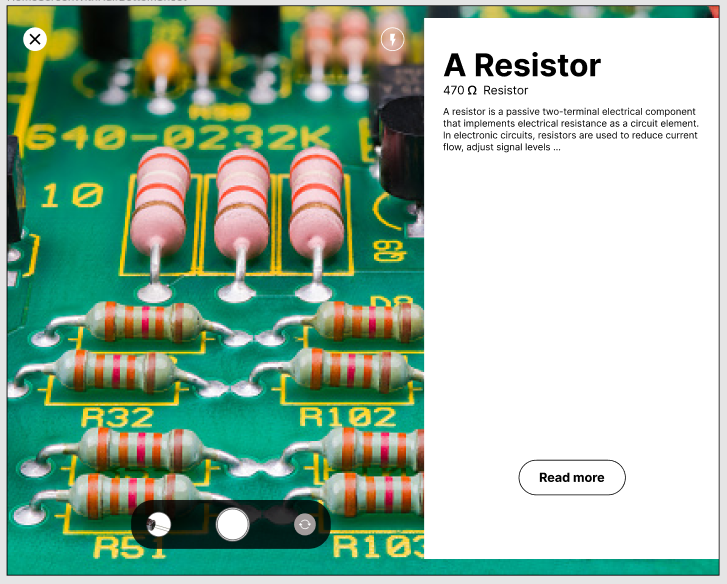 640-0232K
10
Q9
R32
R102
R51
R103
A Resistor
470 Ω Resistor
A resistor is a passive two-terminal electrical component
that implements electrical resistance as a circuit element.
In electronic circuits, resistors are used to reduce current
flow, adjust signal levels ...
Read more